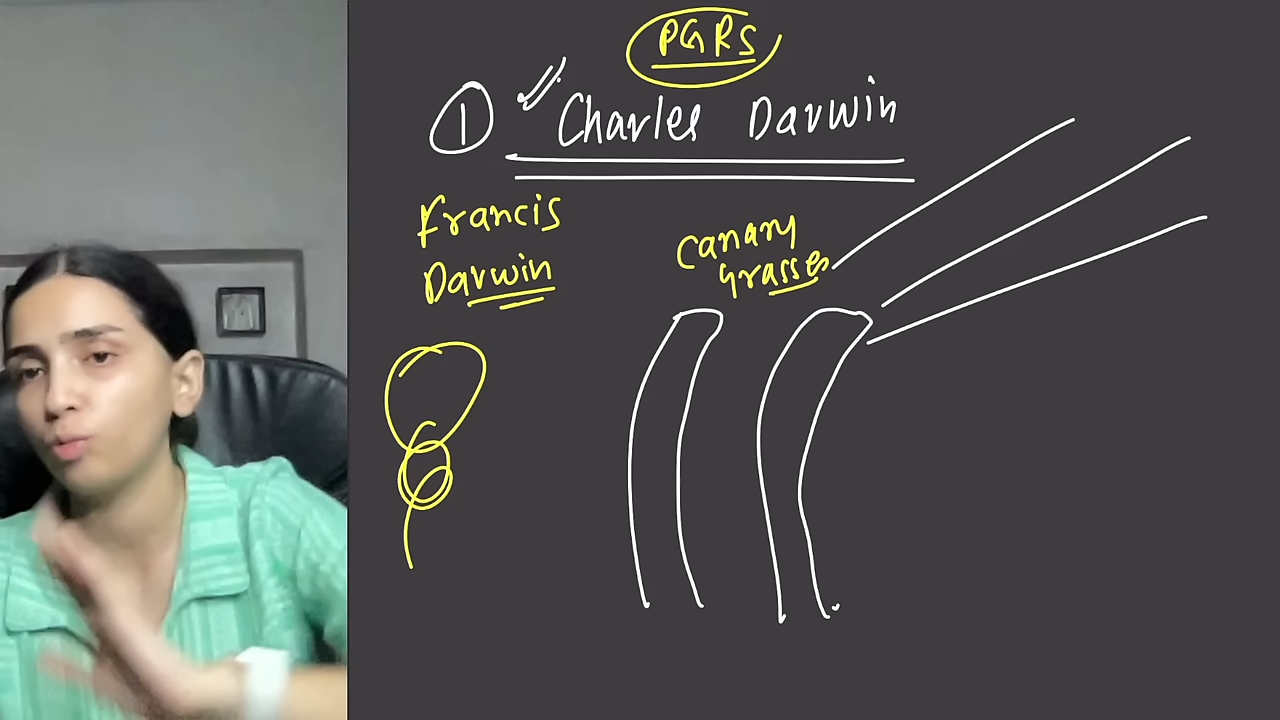 PGRS
① Charles Darwin
Francis
Darwin
Canary
Grasses